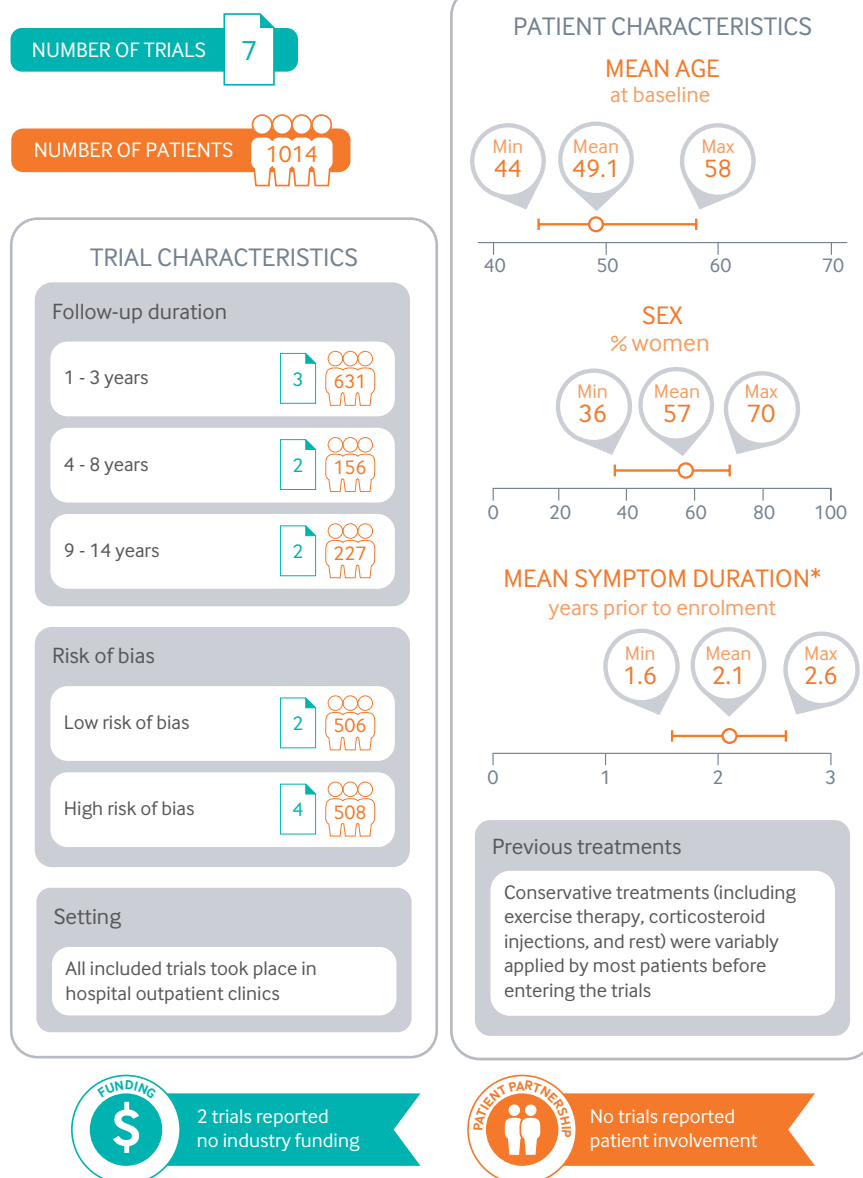 NUMBER OF TRIALS
7
NUMBER OF PATIENTS
1014
TRIAL CHARACTERISTICS
Follow-up duration
1 - 3 years
3
631
4 - 8 years
2
156
9 - 14 years
2
227
Risk of bias
Low risk of bias
2
506
High risk of bias
4
508
Setting
All included trials took place in
hospital outpatient clinics
PATIENT CHARACTERISTICS
MEAN AGE
at baseline
Min
44
Mean
49.1
Max
58
40 50 60 70
SEX
% women
Min
36
Mean
57
Max
70
0 20 40 60 80 100
MEAN SYMPTOM DURATION*
years prior to enrolment
Min
1.6
Mean
2.1
Max
2.6
0 1 2 3
Previous treatments
Conservative treatments (including
exercise therapy, corticosteroid
injections, and rest) were variably
applied by most patients before
entering the trials
FUNDING
$
2 trials reported
no industry funding
PATIENT PARTNERSHIP
No trials reported
patient involvement